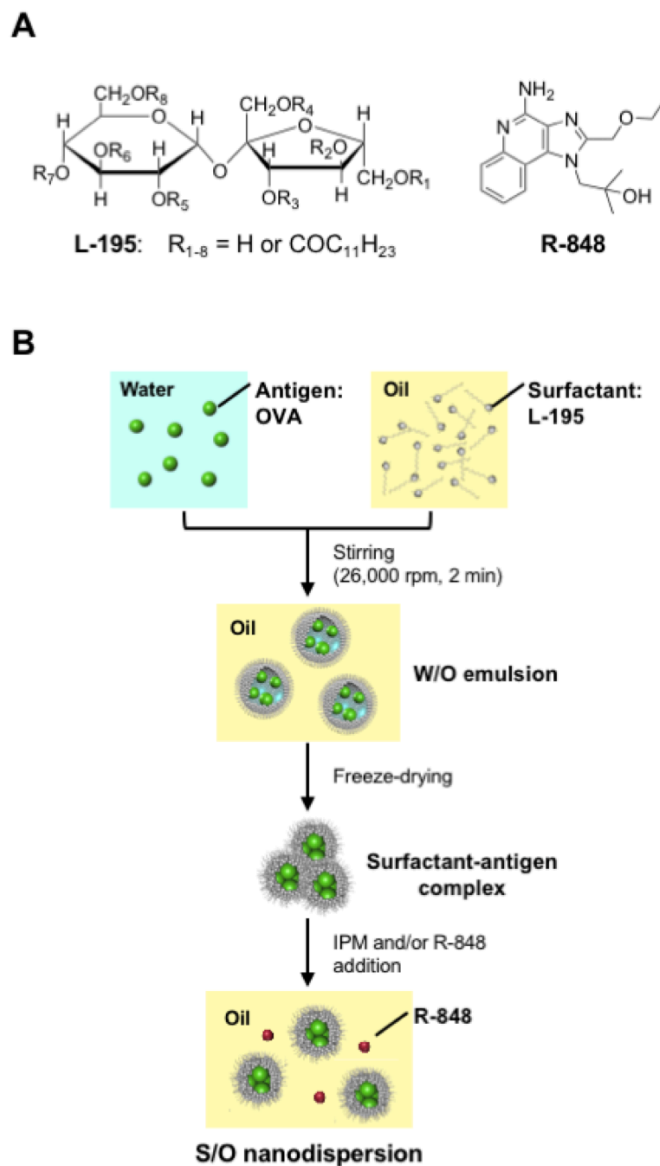 A
CH₂OR₈
H
O
H
CH₂OR₄
O
H
OR₆
H
R₂O
R₇O
H
H
OR₅
O
OR₃
H
CH₂OR₁
L-195: R₁₋₈ = H or COC₁₁H₂₃
NH₂
N
N
N
O
OH
R-848
B
Water
Antigen:
OVA
Oil
Surfactant:
L-195
Stirring
(26,000 rpm, 2 min)
Oil
W/O emulsion
Freeze-drying
Surfactant-antigen
complex
IPM and/or R-848
addition
Oil
R-848
S/O nanodispersion